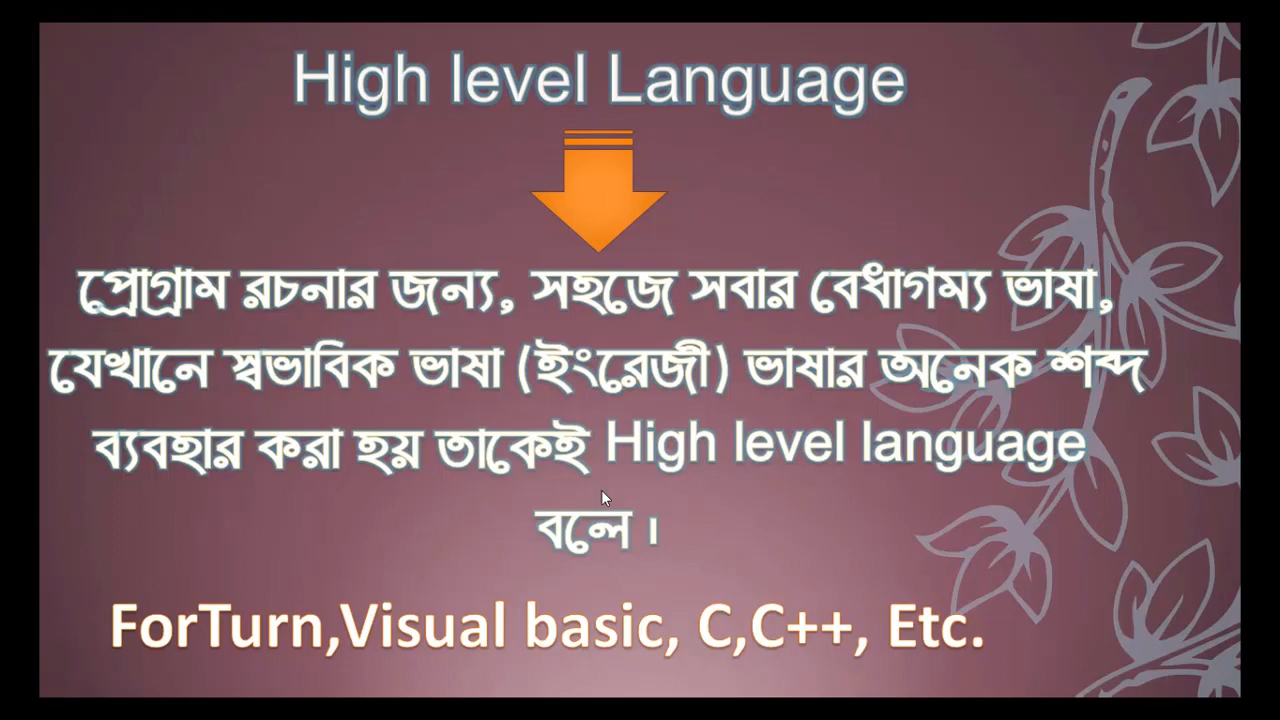 High level Language
প্রোগ্রাম রচনার জন্য, সহজে সবার বেধাগম্য ভাষা,
যেখানে স্বভাবিক ভাষা (ইংরেজী) ভাষার অনেক শব্দ
ব্যবহার করা হয় তাকেই High level language
বলে ।
ForTurn,Visual basic, C,C++, Etc.